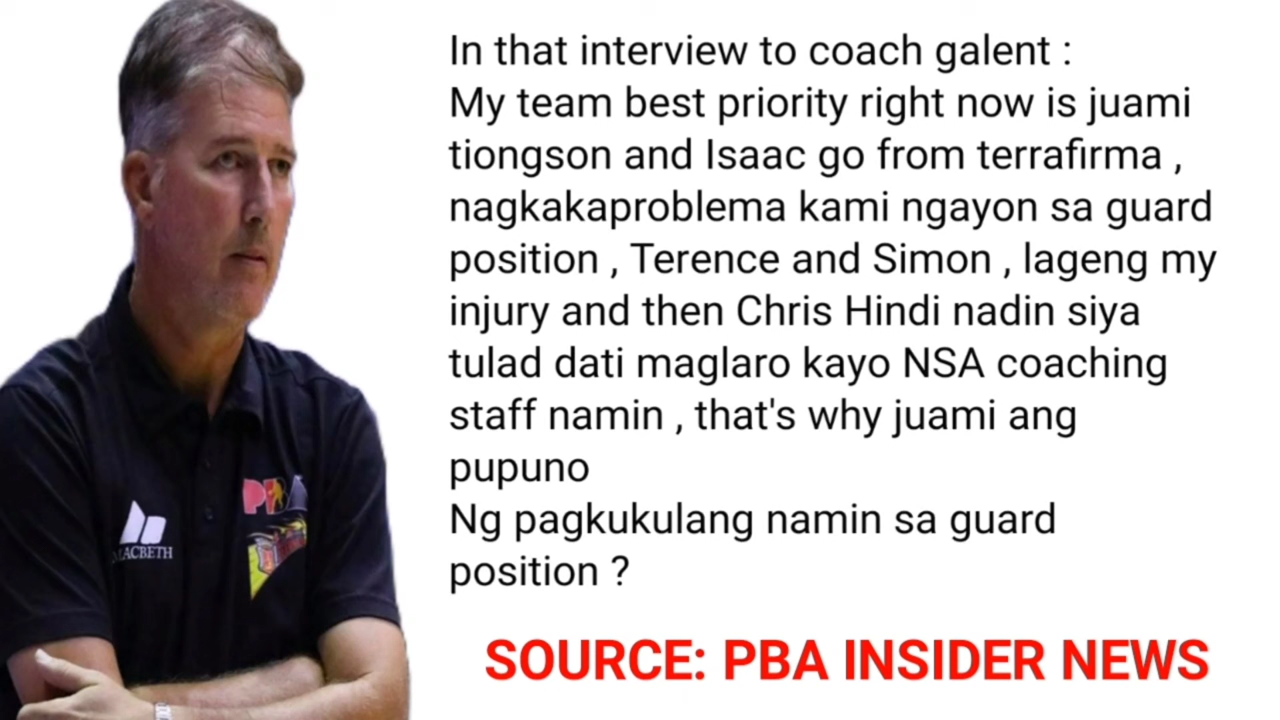 In that interview to coach galent :
My team best priority right now is juami
tiongson and Isaac go from terrafirma ,
nagkakaproblema kami ngayon sa guard
position , Terence and Simon , lageng my
injury and then Chris Hindi nadin siya
tulad dati maglaro kayo NSA coaching
staff namin , that's why juami ang
pupuno
Ng pagkukulang namin sa guard
position ?
SOURCE: PBA INSIDER NEWS
MACBETH
PBA